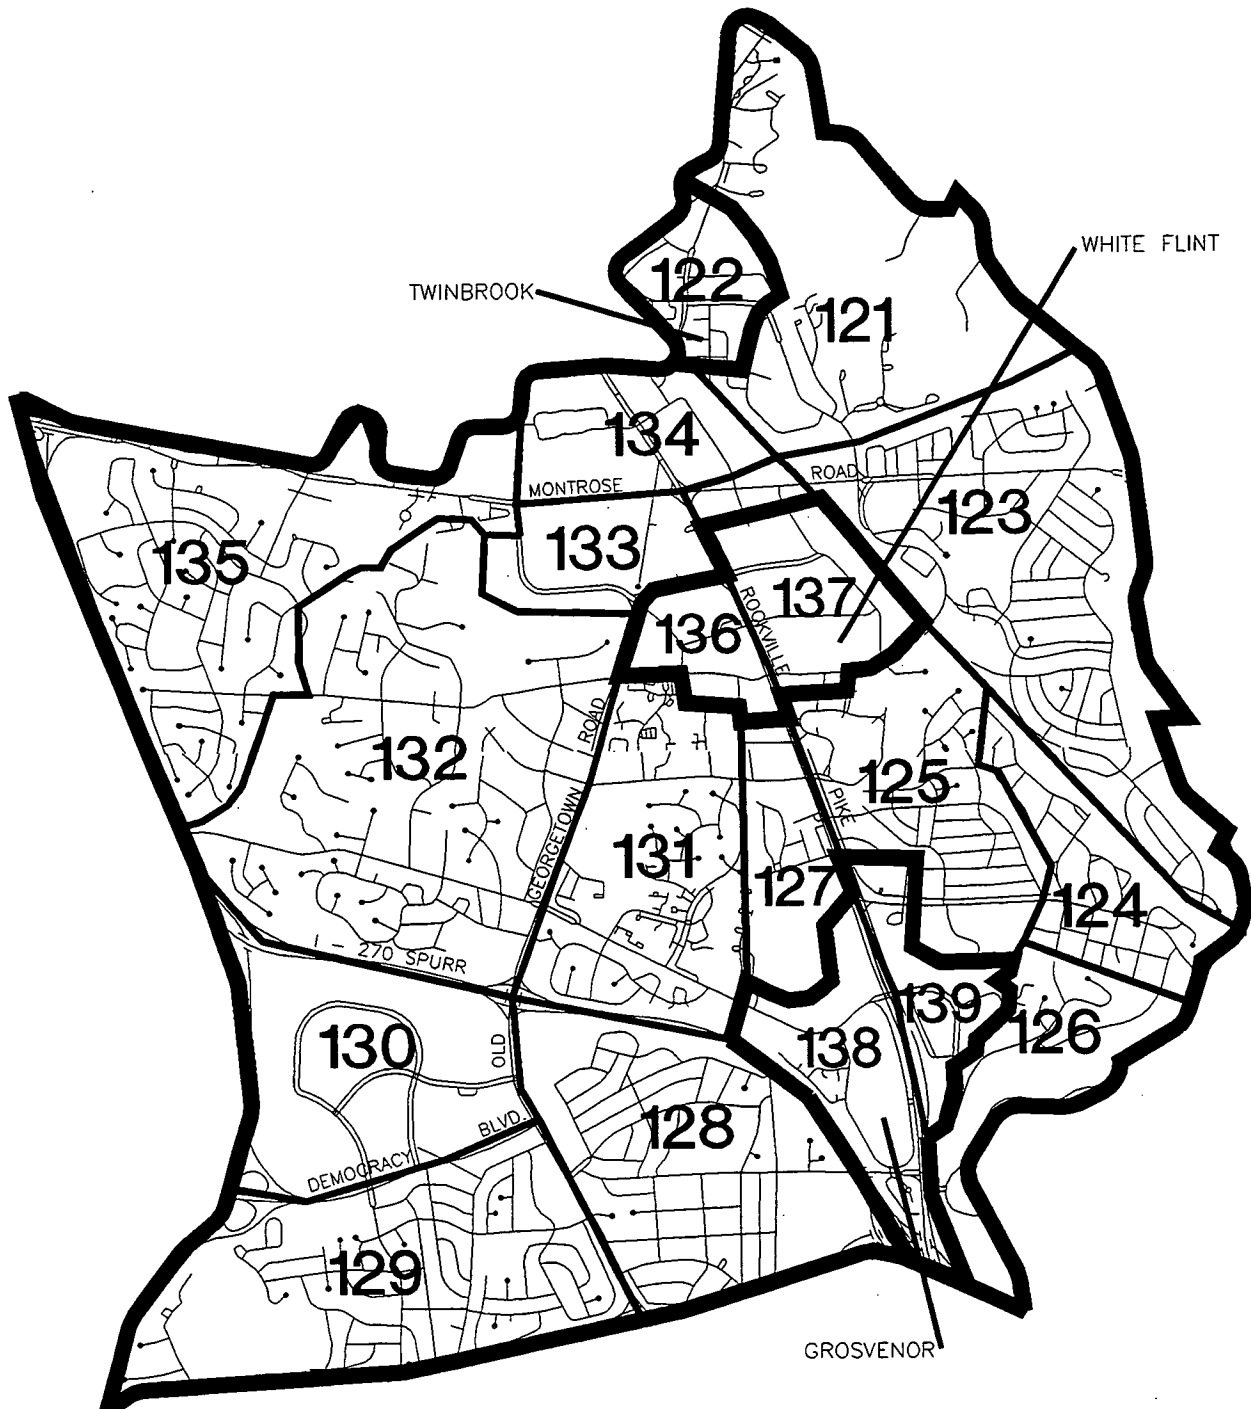 WHITE FLINT
122
TWINBROOK
121
134
ROAD
MONTROSE
123
133
135
137
ROCKVILLE
136
ROAD
132
125
PIKE
GEORGETOWN
131
127
124
270 SPURR
139
126
130
OLD
138
128
BLVD.
DEMOCRACY
129
GROSVENOR